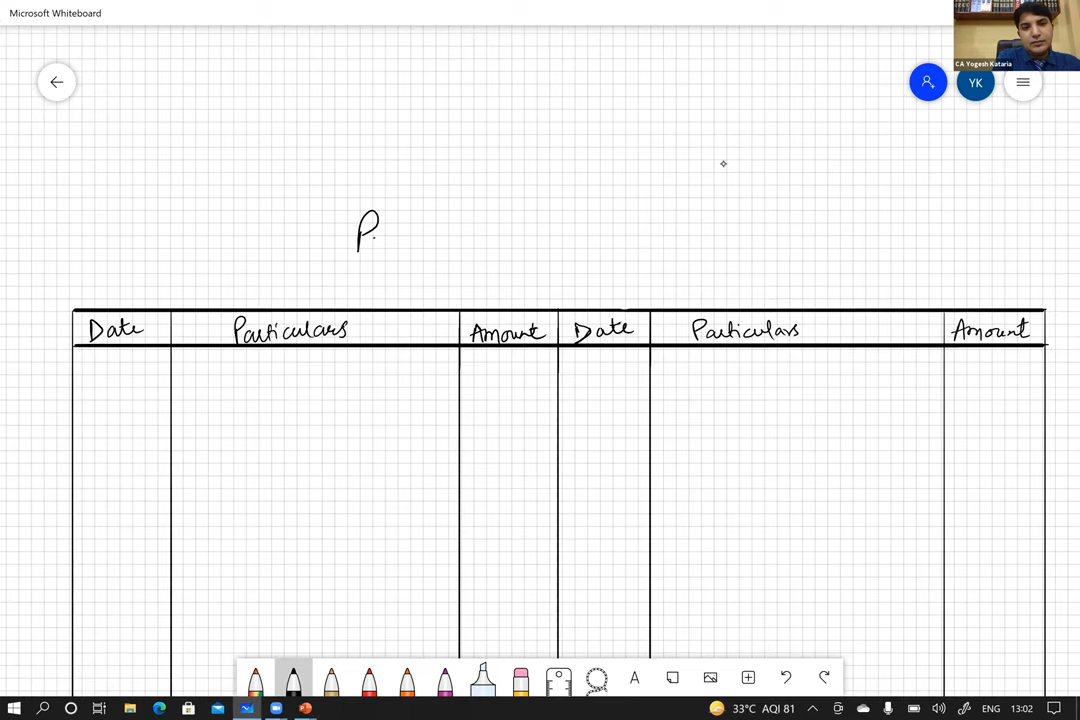 Microsoft Whiteboard
CA Yogesh Kataria
YK
P.
Date Particulars Amount Date Particulars Amount
A
33°C AQI 81 ENG 13:02